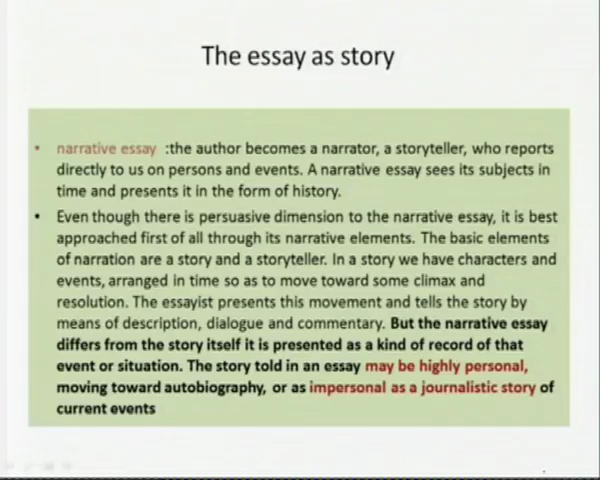 The essay as story
• narrative essay :the author becomes a narrator, a storyteller, who reports
directly to us on persons and events. A narrative essay sees its subjects in
time and presents it in the form of history.
• Even though there is persuasive dimension to the narrative essay, it is best
approached first of all through its narrative elements. The basic elements
of narration are a story and a storyteller. In a story we have characters and
events, arranged in time so as to move toward some climax and
resolution. The essayist presents this movement and tells the story by
means of description, dialogue and commentary. But the narrative essay
differs from the story itself it is presented as a kind of record of that
event or situation. The story told in an essay may be highly personal,
moving toward autobiography, or as impersonal as a journalistic story of
current events